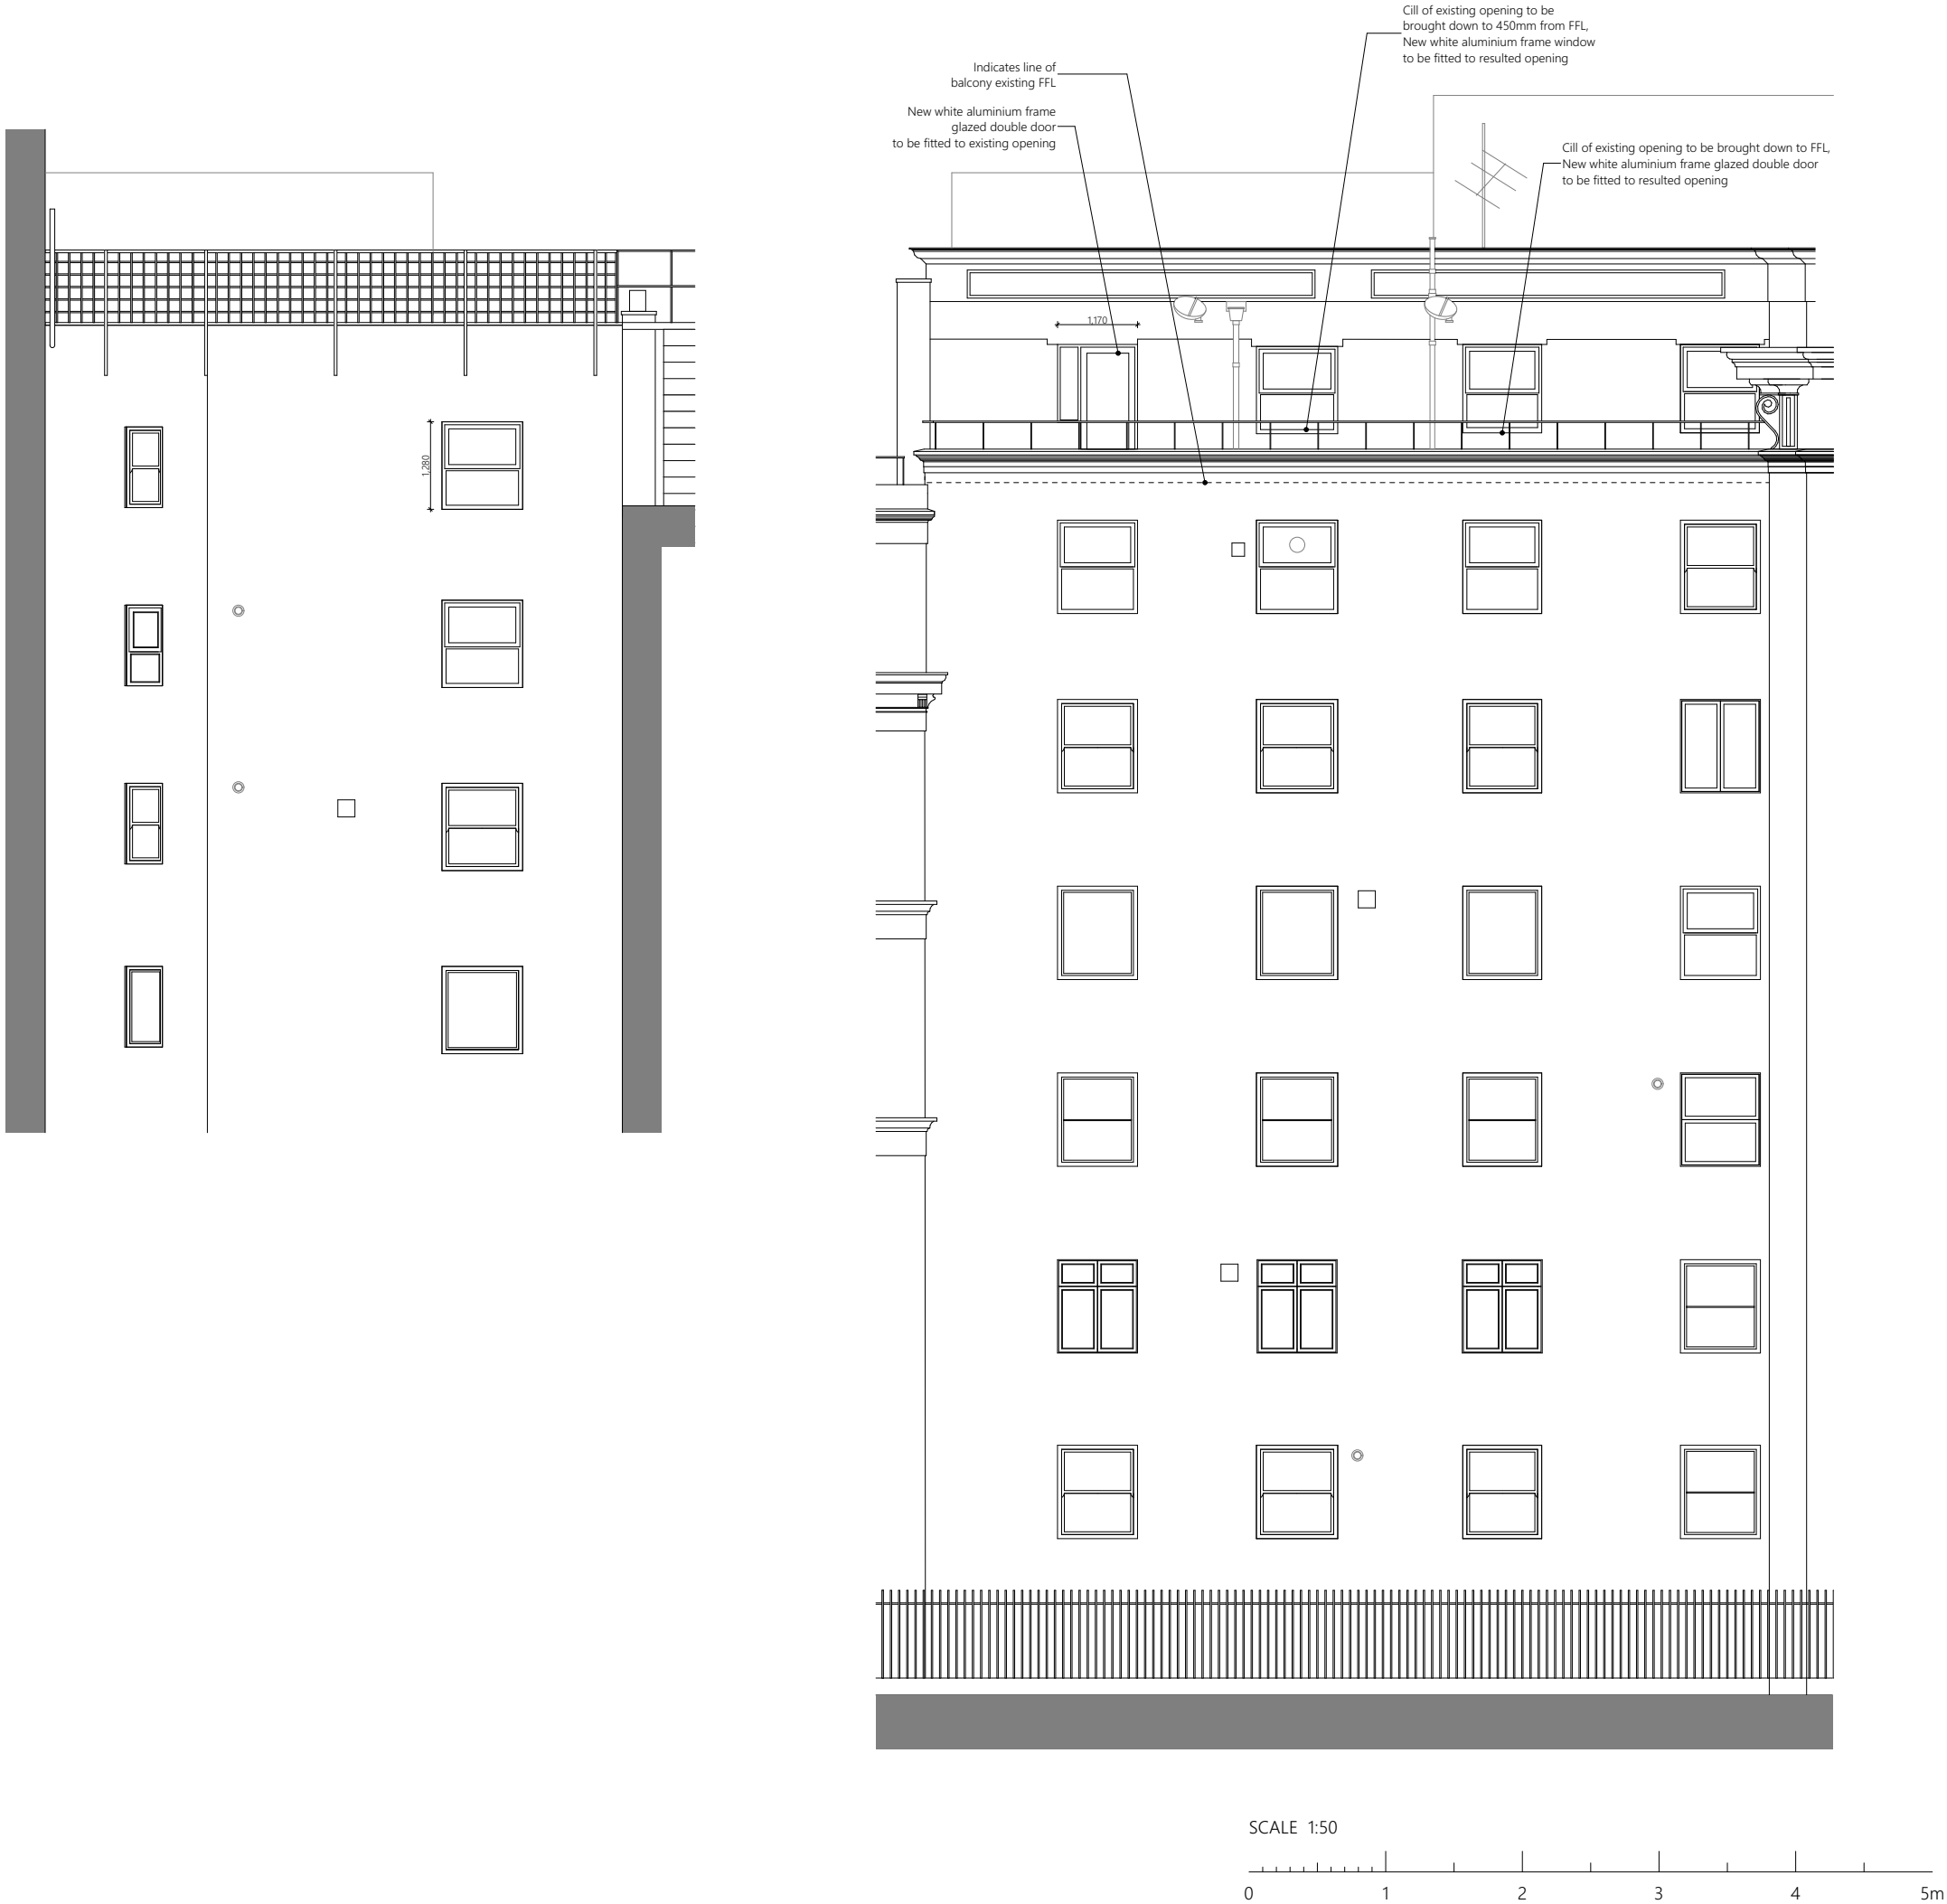 Cill of existing opening to be
brought down to 450mm from FFL,
New white aluminium frame window
to be fitted to resulted opening
Indicates line of
balcony existing FFL
New white aluminium frame
glazed double door
to be fitted to existing opening
Cill of existing opening to be brought down to FFL,
New white aluminium frame glazed double door
to be fitted to resulted opening
1,170
1,280
SCALE 1:50
0 1 2 3 4 5m